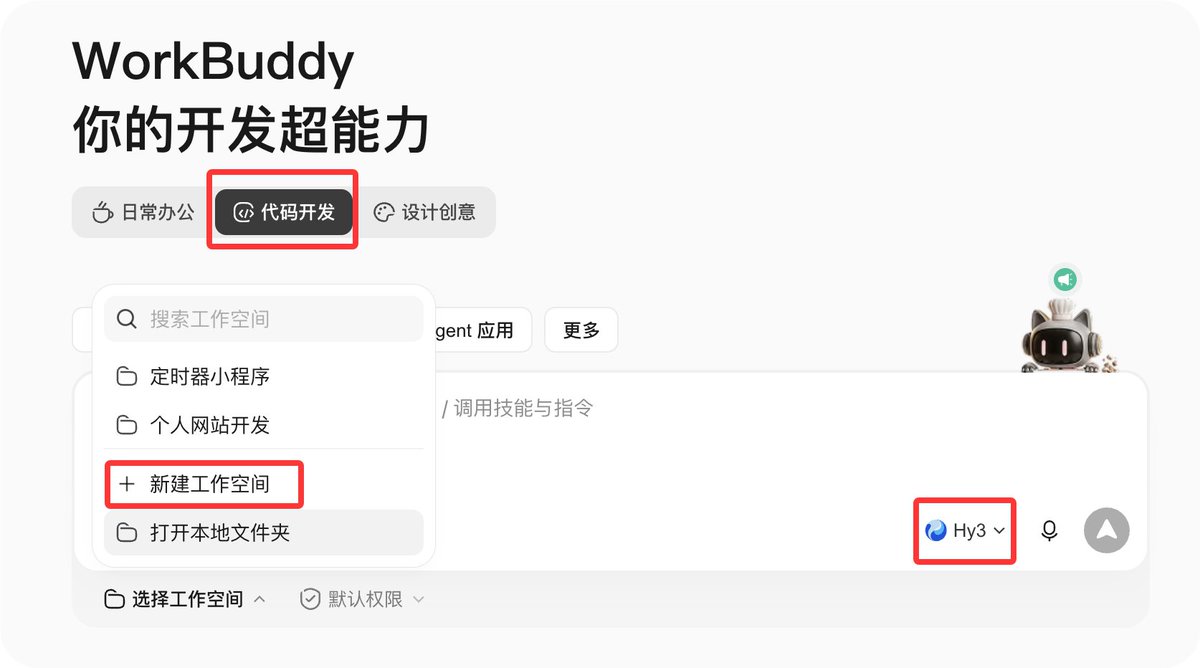 WorkBuddy
你的开发超能力
日常办公
代码开发
设计创意
搜索工作空间
gent 应用
更多
定时器小程序
/ 调用技能与指令
个人网站开发
新建工作空间
打开本地文件夹
Hy3
选择工作空间
默认权限